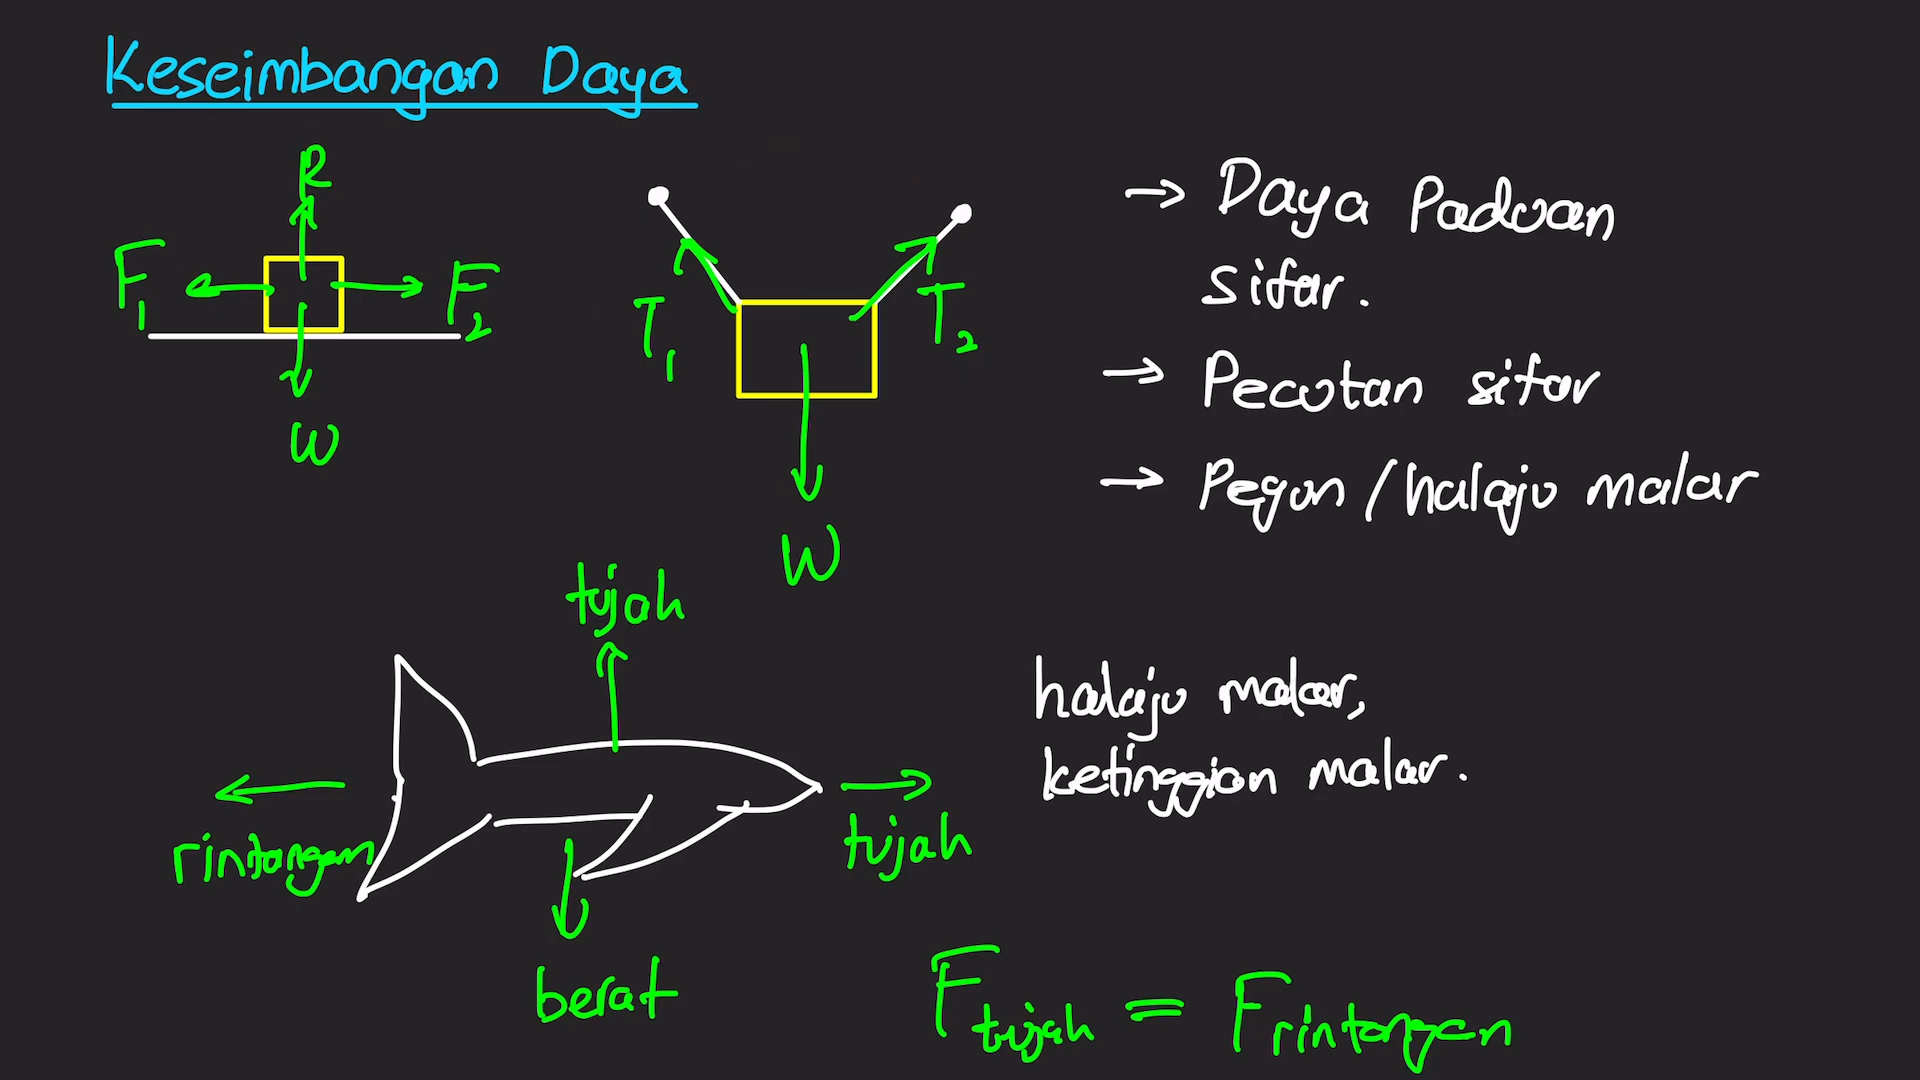 Keseimbangan Daya
R
F1
F2
W
T1
T2
W
→ Daya Paduan
sifar.
→ Pecutan sifar
→ Pegun / halaju malar
tujah
rintangan
tujah
berat
halaju malar,
ketinggian malar.
Ftujah = Frintangan